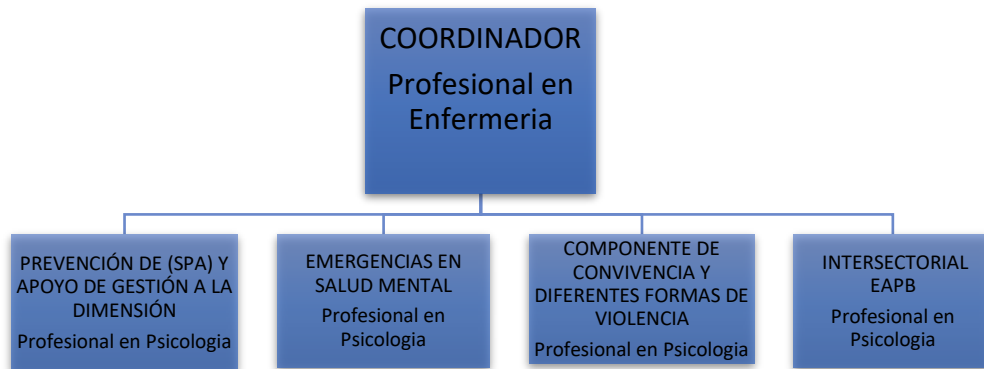 COORDINADOR
Profesional en
Enfermeria
PREVENCIÓN DE (SPA) Y
APOYO DE GESTIÓN A LA
DIMENSIÓN
Profesional en Psicologia
EMERGENCIAS EN
SALUD MENTAL
Profesional en
Psicologia
COMPONENTE DE
CONVIVENCIA Y
DIFERENTES FORMAS DE
VIOLENCIA
Profesional en Psicologia
INTERSECTORIAL
EAPB
Profesional en
Psicologia